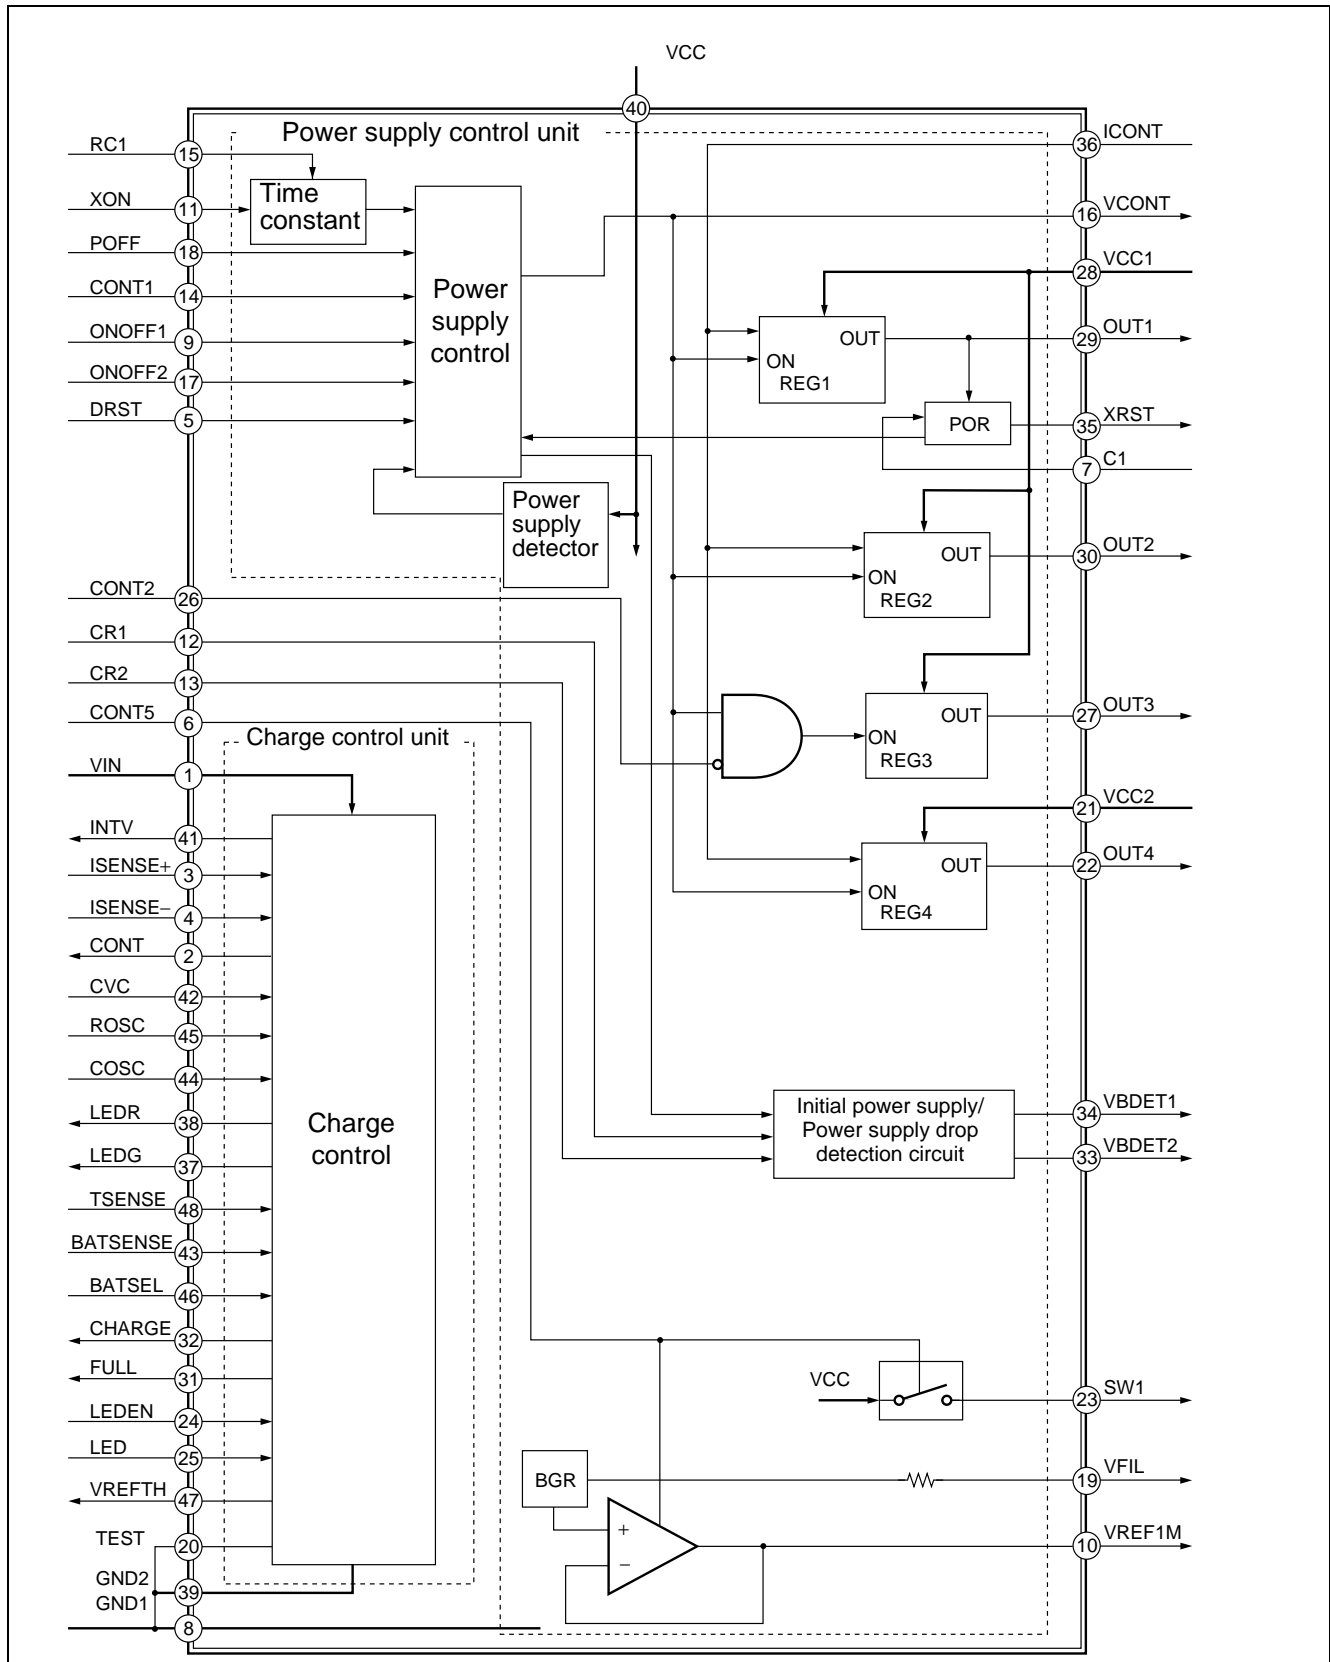 VCC
40
Power supply control unit
RC1
15
XON
11
POFF
18
CONT1
14
ONOFF1
9
ONOFF2
17
DRST
5
Time
constant
Power
supply
control
Power
supply
detector
36
ICONT
16
VCONT
28
VCC1
OUT
ON
REG1
29
OUT1
POR
35
XRST
7
C1
OUT
ON
REG2
30
OUT2
CONT2
26
CR1
12
CR2
13
CONT5
6
OUT
ON
REG3
27
OUT3
21
VCC2
OUT
ON
REG4
22
OUT4
Charge control unit
VIN
1
INTV
41
ISENSE+
3
ISENSE−
4
CONT
2
CVC
42
ROSC
45
COSC
44
LEDR
38
LEDG
37
TSENSE
48
BATSENSE
43
BATSEL
46
CHARGE
32
FULL
31
LEDEN
24
LED
25
VREFTH
47
TEST
20
GND2
39
GND1
8
Charge
control
Initial power supply/
Power supply drop
detection circuit
34
VBDET1
33
VBDET2
VCC
23
SW1
BGR
19
VFIL
+
−
10
VREF1M